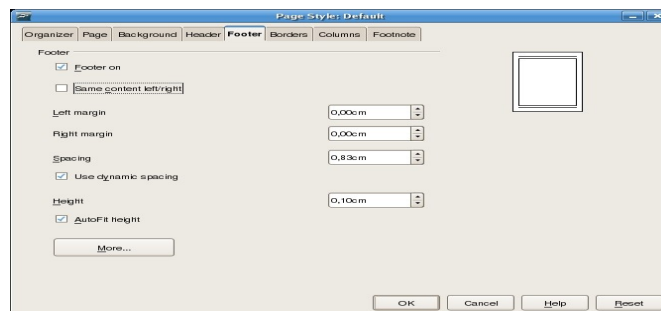 Page Style: Default
Organizer Page Background Header Footer Borders Columns Footnote
Footer
Footer on
Same content left/right
Left margin 0,00cm
Right margin 0,00cm
Spacing 0,83cm
Use dynamic spacing
Height 0,10cm
AutoFit height
More...
OK Cancel Help Reset